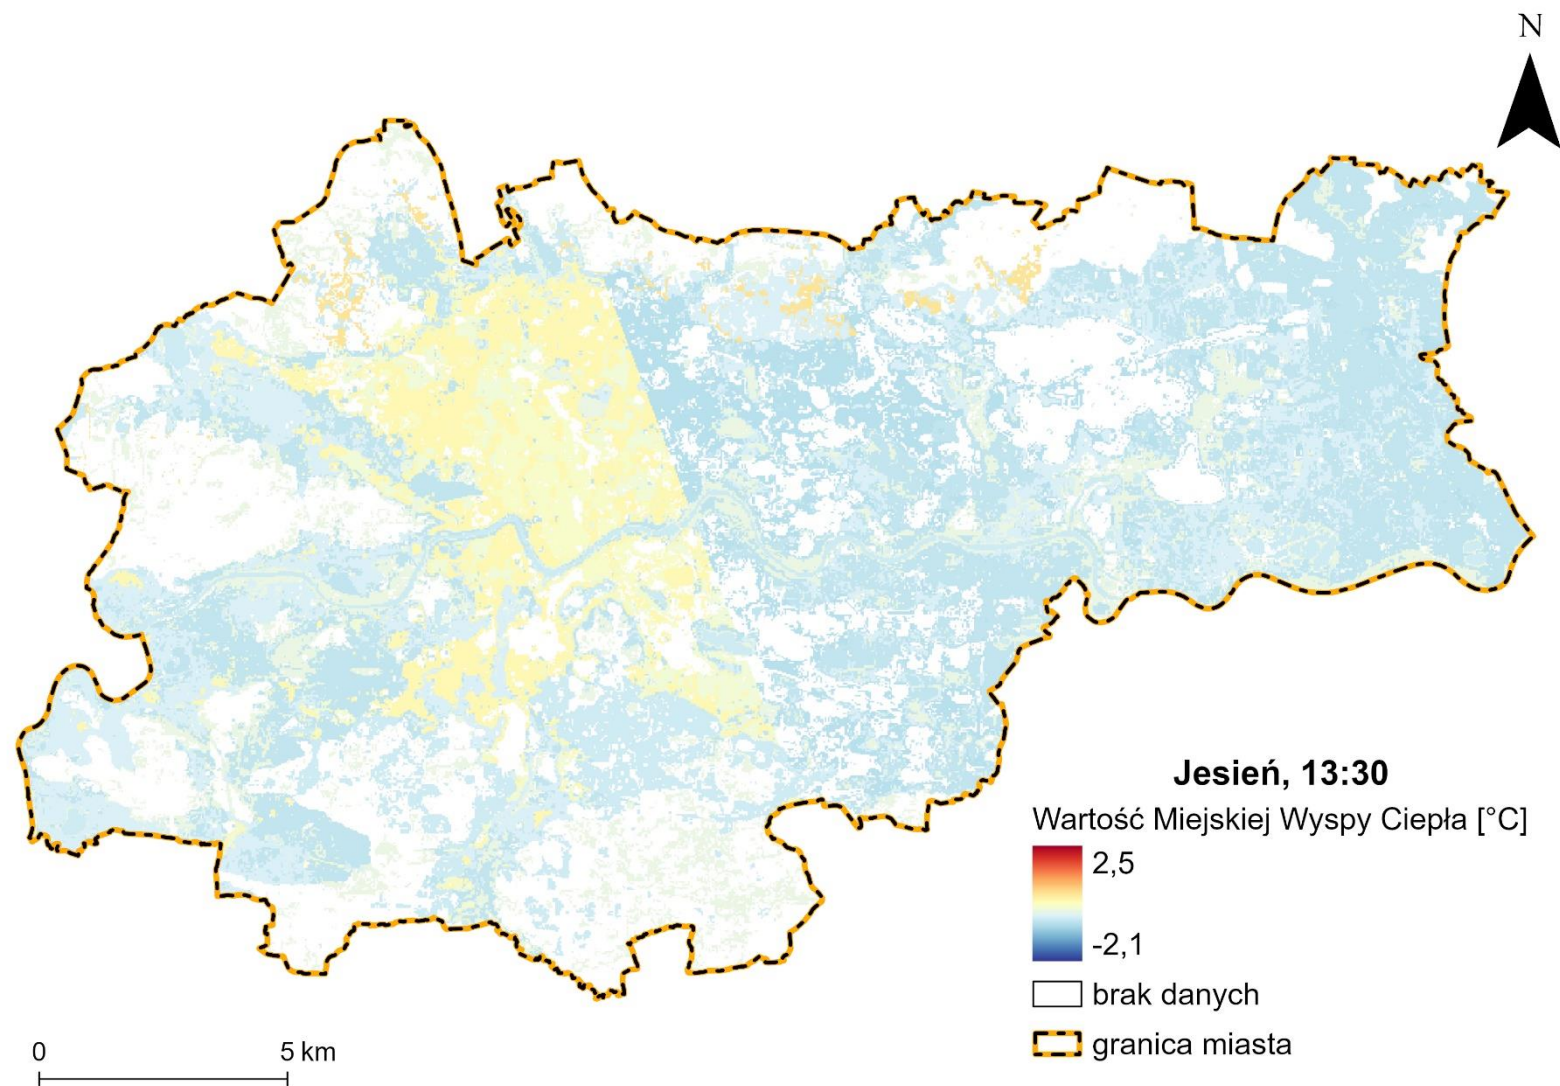 N
Jesień, 13:30
Wartość Miejskiej Wyspy Ciepła [°C]
2,5
-2,1
brak danych
granica miasta
0 5 km